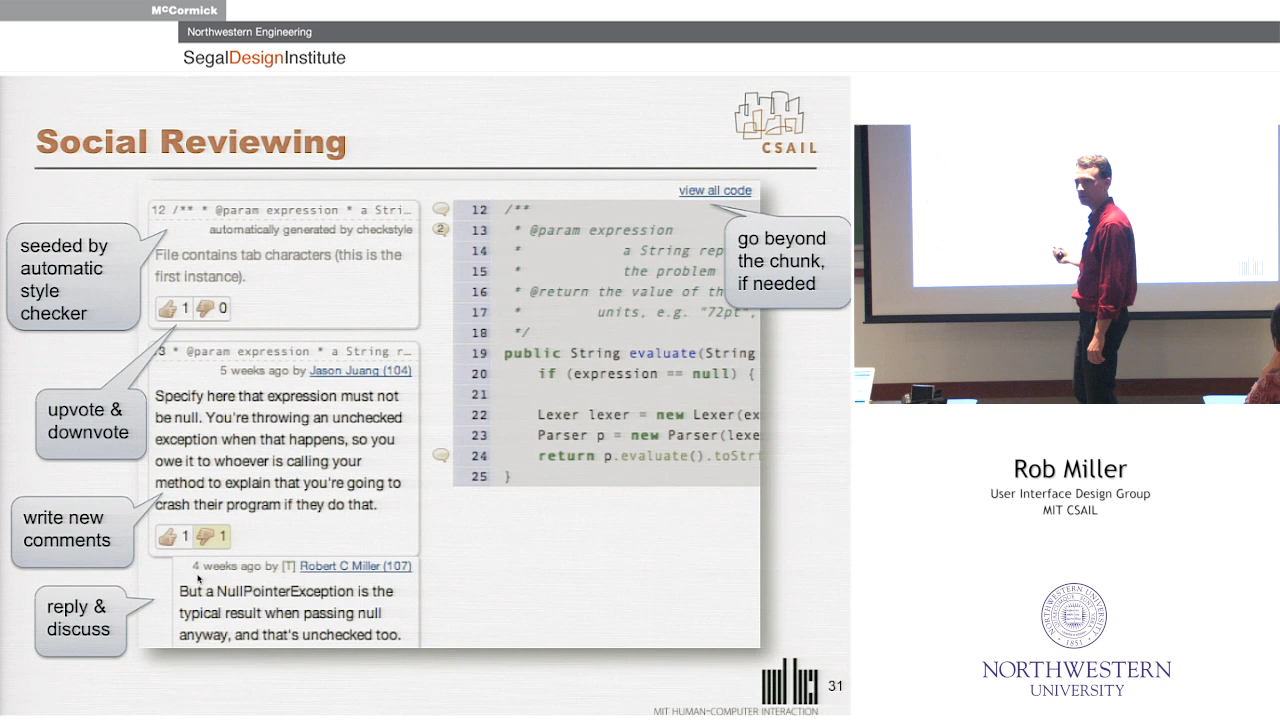 McCormick
Northwestern Engineering
SegalDesignInstitute
Social Reviewing
CSAIL
view all code
seeded by
automatic
style
checker
upvote &
downvote
write new
comments
reply &
discuss
12 /** * @param expression * a Stri...
automatically generated by checkstyle
File contains tab characters (this is the
first instance).
1 0
3 * @param expression * a String r...
5 weeks ago by Jason Juang (104)
Specify here that expression must not
be null. You're throwing an unchecked
exception when that happens, so you
owe it to whoever is calling your
method to explain that you're going to
crash their program if they do that.
1 1
4 weeks ago by [T] Robert C Miller (107)
But a NullPointerException is the
typical result when passing null
anyway, and that's unchecked too.
2
12 /**
13 * @param expression
14 * a String rep
15 * the problem
16 * @return the value of th
17 * units, e.g. "72pt",
18 */
19 public String evaluate(String
20 if (expression == null) {
21
22 Lexer lexer = new Lexer(ex
23 Parser p = new Parser(lexe
24 return p.evaluate().toStri
25 }
go beyond
the chunk,
if needed
31
MIT HUMAN-COMPUTER INTERACTION
Rob Miller
User Interface Design Group
MIT CSAIL
1851
NORTHWESTERN
UNIVERSITY